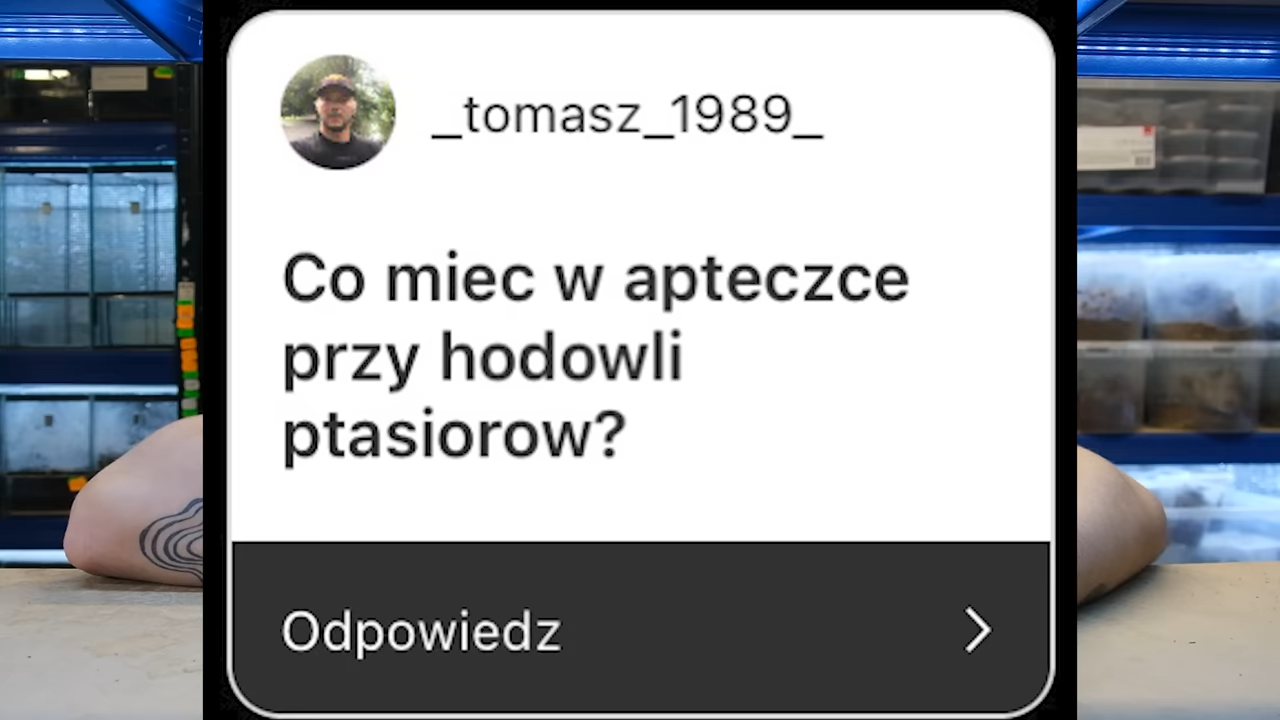 _tomasz_1989_
Co miec w apteczce
przy hodowli
ptasiorow?
Odpowiedz